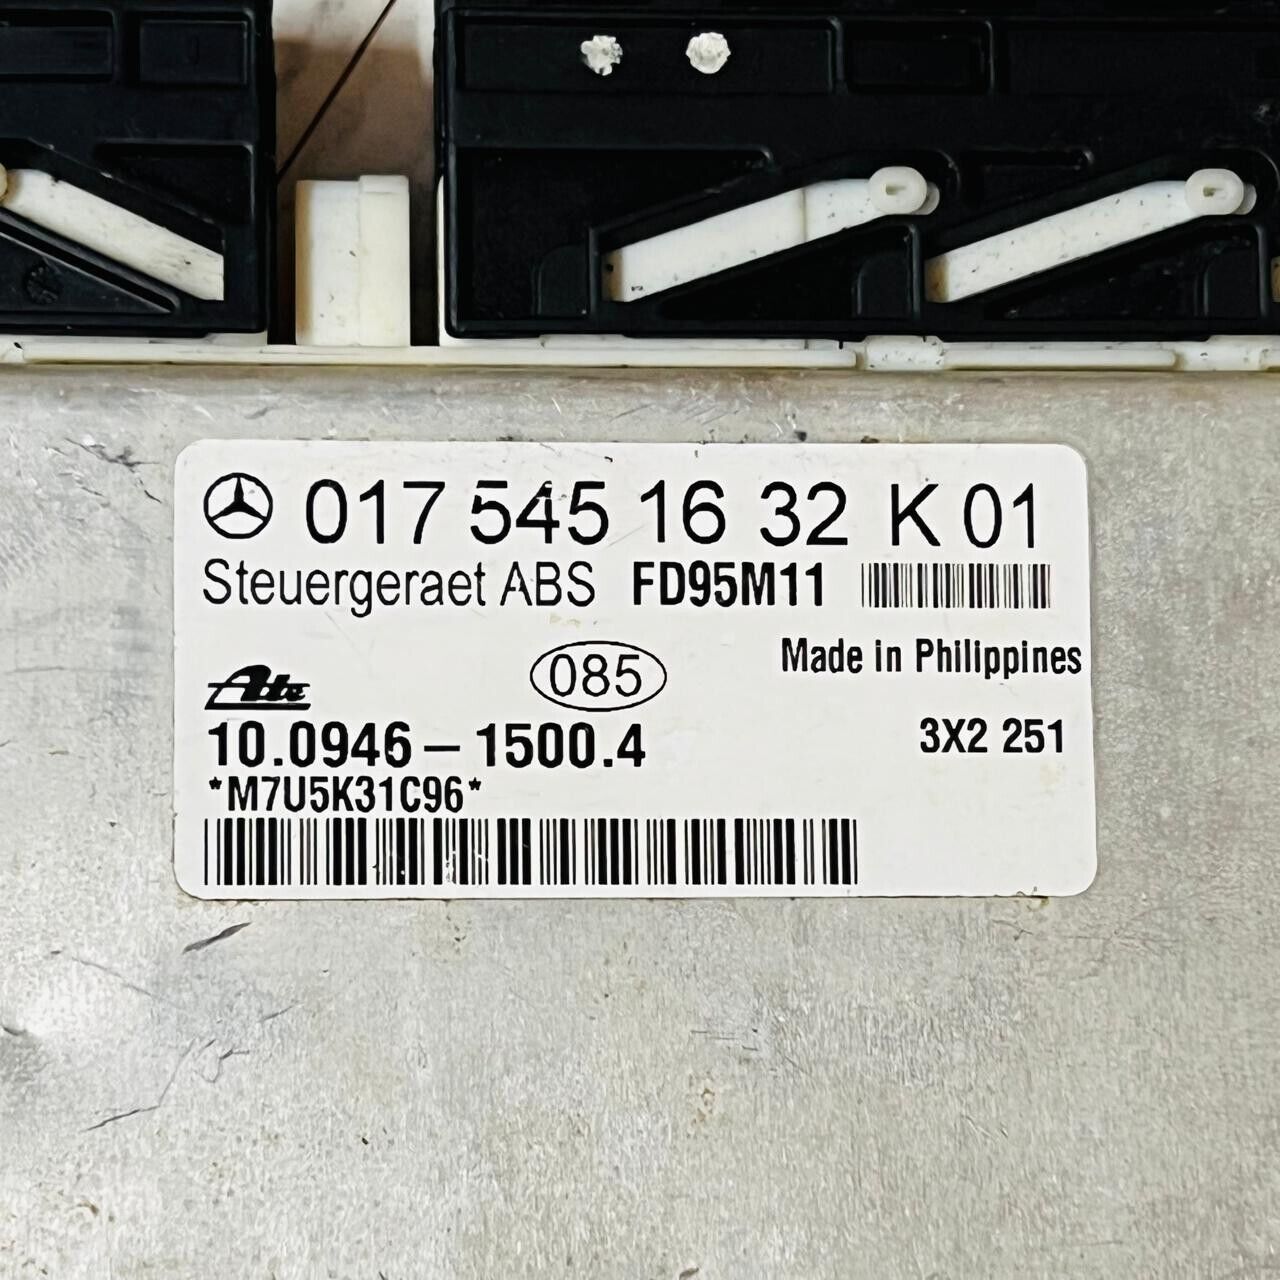 017 545 16 32 K 01
Steuergeraet ABS FD95M11
Made in Philippines
Ate
085
10.0946-1500.4
3X2 251
*M7U5K31C96*